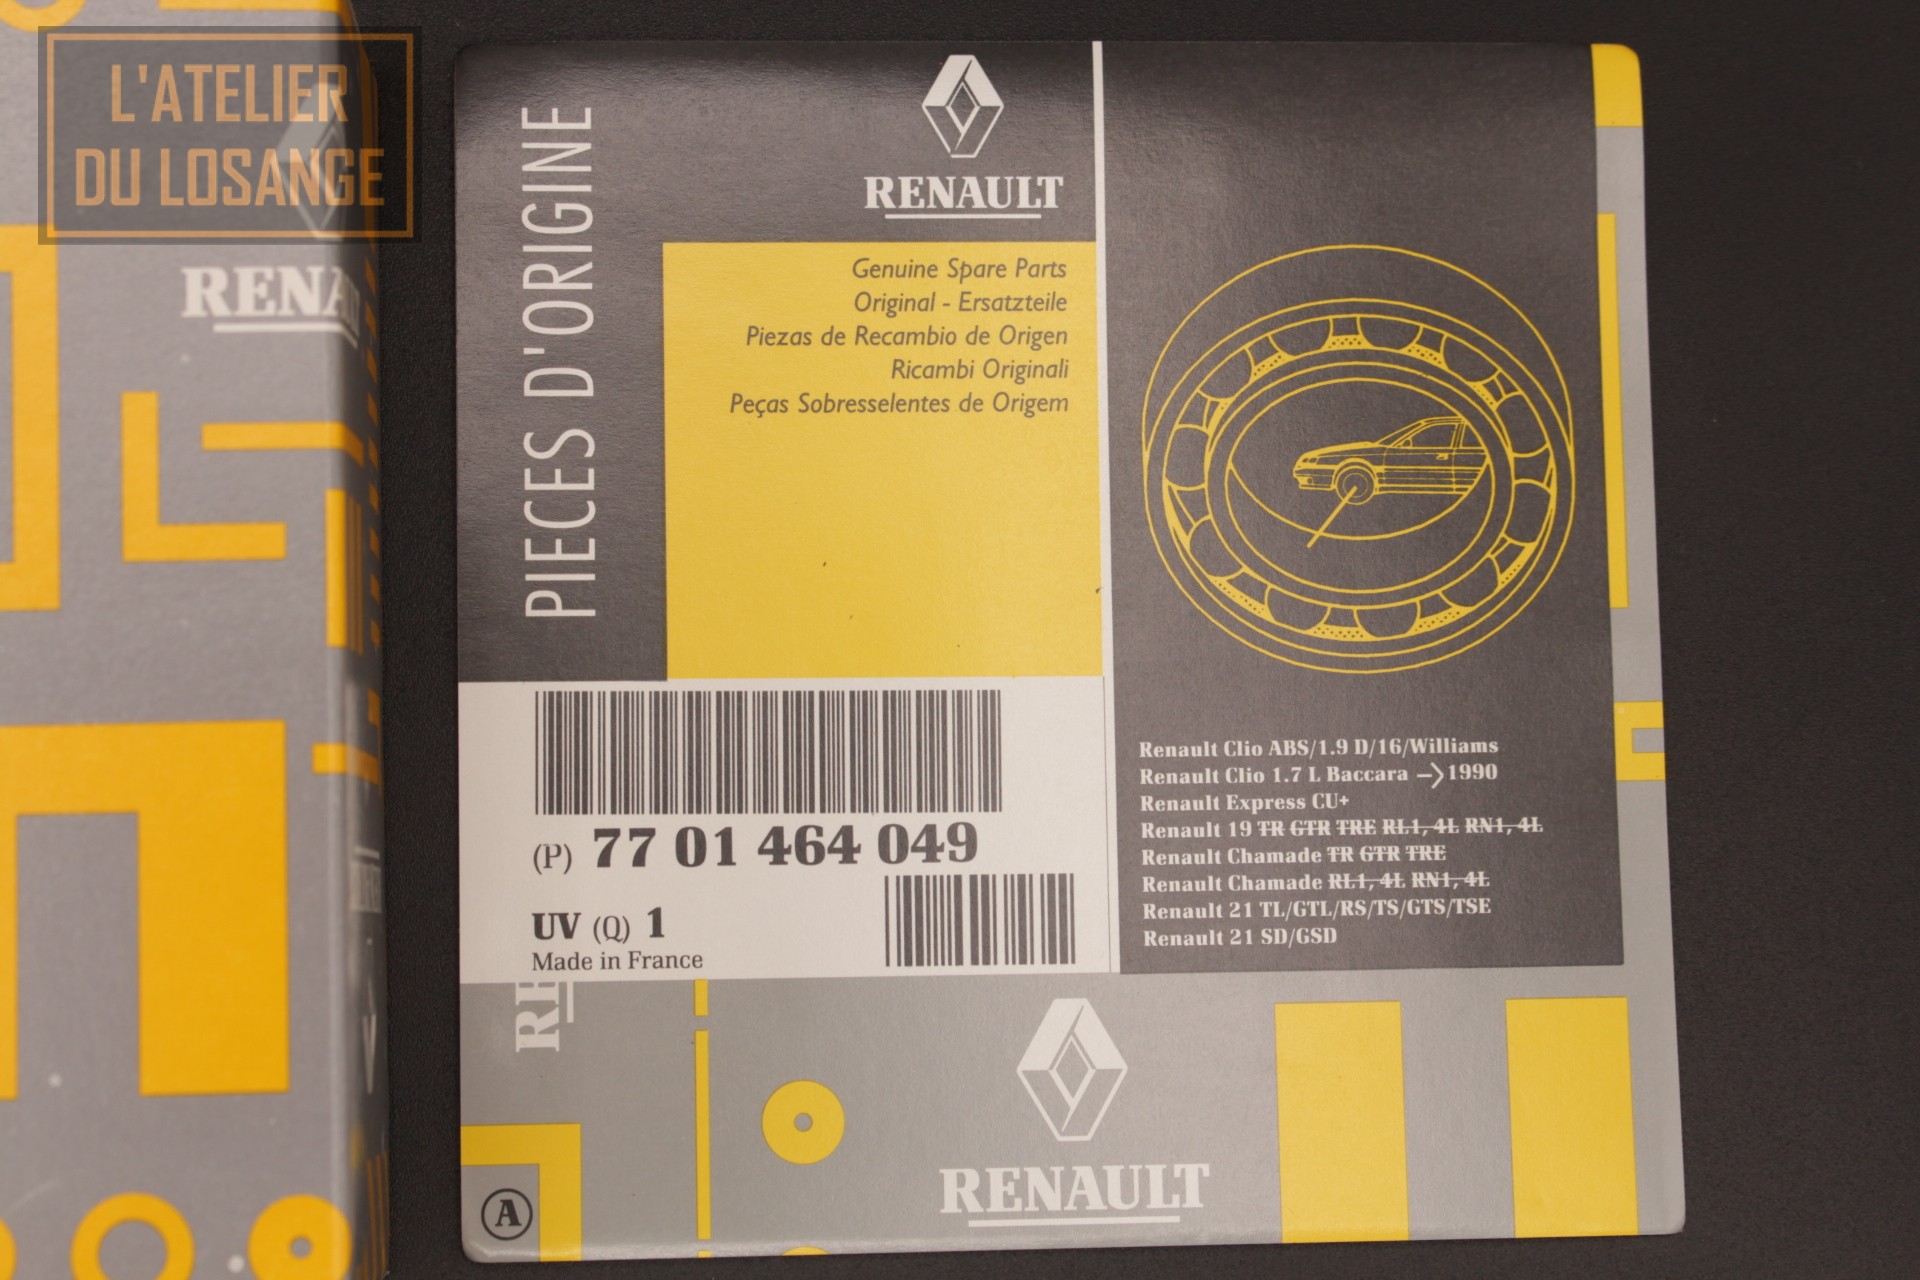 L'ATELIER
DU LOSANGE
PIECES D'ORIGINE
RENAULT
Genuine Spare Parts
Original - Ersatzteile
Piezas de Recambio de Origen
Ricambi Originali
Peças Sobresselentes de Origem
(P) 77 01 464 049
UV (Q) 1
Made in France
Renault Clio ABS/1.9 D/16/Williams
Renault Clio 1.7 L Baccara -> 1990
Renault Express CU+
Renault 19 TR GTR TRE RL1, 4L RN1, 4L
Renault Chamade TR GTR TRE
Renault Chamade RL1, 4L RN1, 4L
Renault 21 TL/GTL/RS/TS/GTS/TSE
Renault 21 SD/GSD
RENAULT
A